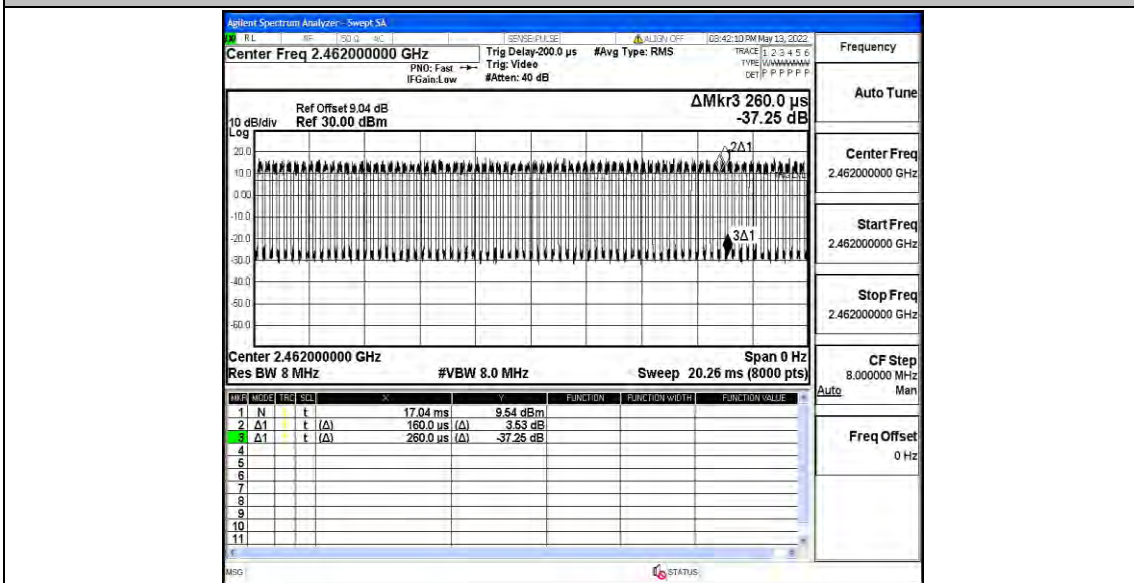 Agilent Spectrum Analyzer - Swept SA
RL RF 50 Ω AC SENSE:PULSE ALIGN OFF 03:42:10 PM May 13, 2022
Center Freq 2.462000000 GHz
PNO: Fast
IFGain:Low
Trig Delay-200.0 µs
Trig: Video
#Atten: 40 dB
#Avg Type: RMS
TRACE 1 2 3 4 5 6
TYPE
DET P P P P P P
Ref Offset 9.04 dB
10 dB/div Ref 30.00 dBm
Log
ΔMkr3 260.0 µs
-37.25 dB
20.0
10.0
0.00
-10.0
-20.0
-30.0
-40.0
-50.0
-60.0
2Δ1
3Δ1
Center 2.462000000 GHz Span 0 Hz
Res BW 8 MHz #VBW 8.0 MHz Sweep 20.26 ms (8000 pts)
MKR MODE TRC SCL X Y FUNCTION FUNCTION WIDTH FUNCTION VALUE
1 N t 17.04 ms 9.54 dBm
2 Δ1 t (Δ) 160.0 µs (Δ) 3.53 dB
3 Δ1 t (Δ) 260.0 µs (Δ) -37.25 dB
4
5
6
7
8
9
10
11
MSG STATUS
Frequency
Auto Tune
Center Freq
2.462000000 GHz
Start Freq
2.462000000 GHz
Stop Freq
2.462000000 GHz
CF Step
8.000000 MHz
Auto Man
Freq Offset
0 Hz